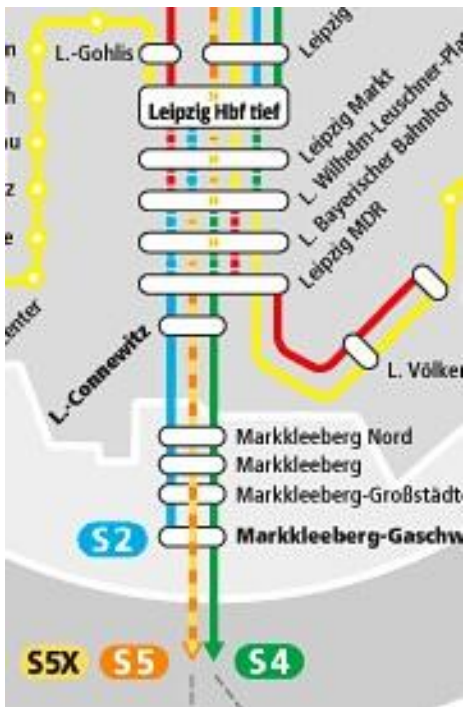 L.-Gohlis
Leipzig
Leipzig Hbf tief
Leipzig Markt
L. Wilhelm-Leuschner-Pla
L. Bayerischer Bahnhof
Leipzig MDR
L. Völker
L.-Connewitz
Markkleeberg Nord
Markkleeberg
Markkleeberg-Großstädte
S2
Markkleeberg-Gaschw
S5X
S5
S4